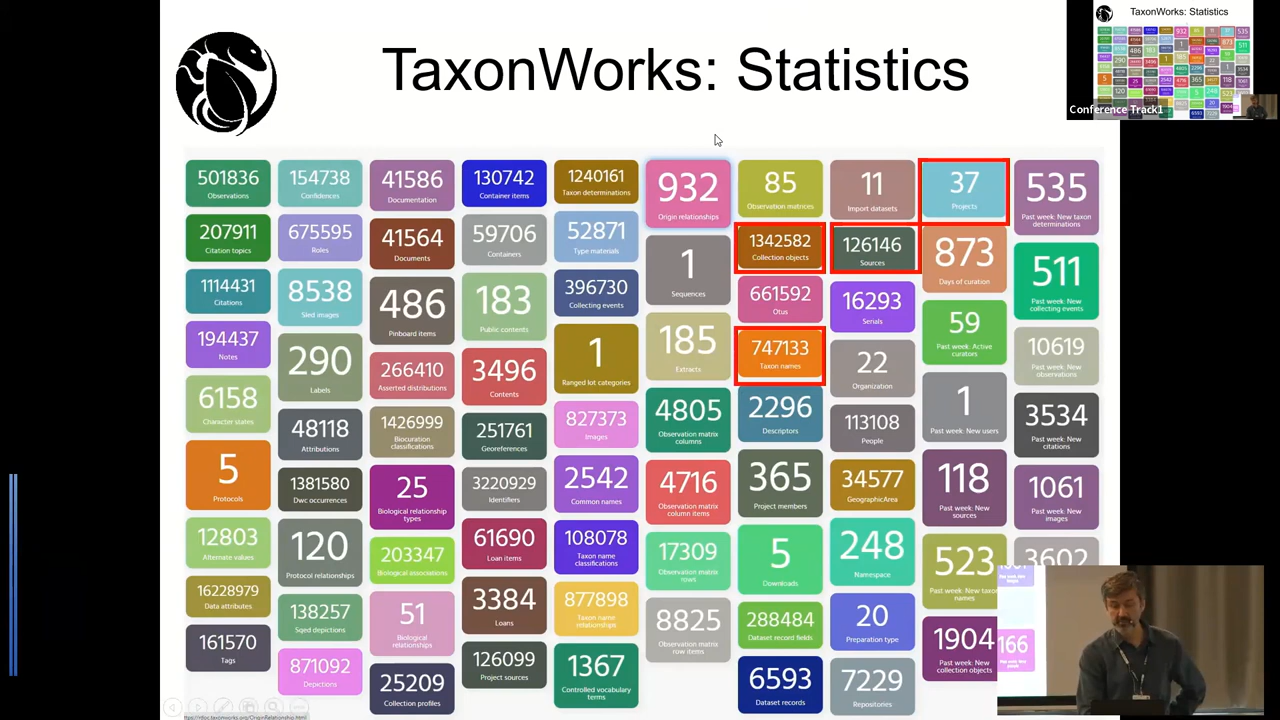 TaxonWorks: Statistics
TaxonWorks: Statistics
Conference Track1
501836
Observations
207911
Citation topics
1114431
Citations
194437
Notes
6158
Character states
5
Protocols
12803
Alternate values
16228979
Data attributes
161570
Tags
154738
Confidences
675595
Roles
8538
Sled images
290
Labels
48118
Attributions
1381580
Dwc occurrences
120
Protocol relationships
138257
Sqed depictions
871092
Depictions
41586
Documentation
41564
Documents
486
Pinboard items
266410
Asserted distributions
1426999
Biocuration
classifications
25
Biological relationship
types
203347
Biological associations
51
Biological
relationships
25209
Collection profiles
130742
Container items
59706
Containers
183
Public contents
3496
Contents
251761
Georeferences
3220929
Identifiers
61690
Loan items
3384
Loans
126099
Project sources
1240161
Taxon determinations
52871
Type materials
396730
Collecting events
1
Ranged lot categories
827373
Images
2542
Common names
108078
Taxon name
classifications
877898
Taxon name
relationships
1367
Controlled vocabulary
terms
932
Origin relationships
1
Sequences
185
Extracts
4805
Observation matrix
columns
4716
Observation matrix
column items
17309
Observation matrix
rows
8825
Observation matrix
row items
85
Observation matrices
1342582
Collection objects
661592
Otus
747133
Taxon names
2296
Descriptors
365
Project members
5
Downloads
288484
Dataset record fields
6593
Dataset records
11
Import datasets
126146
Sources
16293
Serials
22
Organization
113108
People
34577
GeographicArea
248
Namespace
20
Preparation type
7229
Repositories
37
Projects
873
Days of curation
59
Past week: Active
curators
1
Past week: New users
118
Past week: New
sources
523
Past week: New taxon
names
1904
Past week: New
collection objects
535
Past week: New taxon
determinations
511
Past week: New
collecting events
10619
Past week: New
observations
3534
Past week: New
citations
1061
Past week: New
images
3602
166
https://rdoc.taxonworks.org/OriginRelationship.html